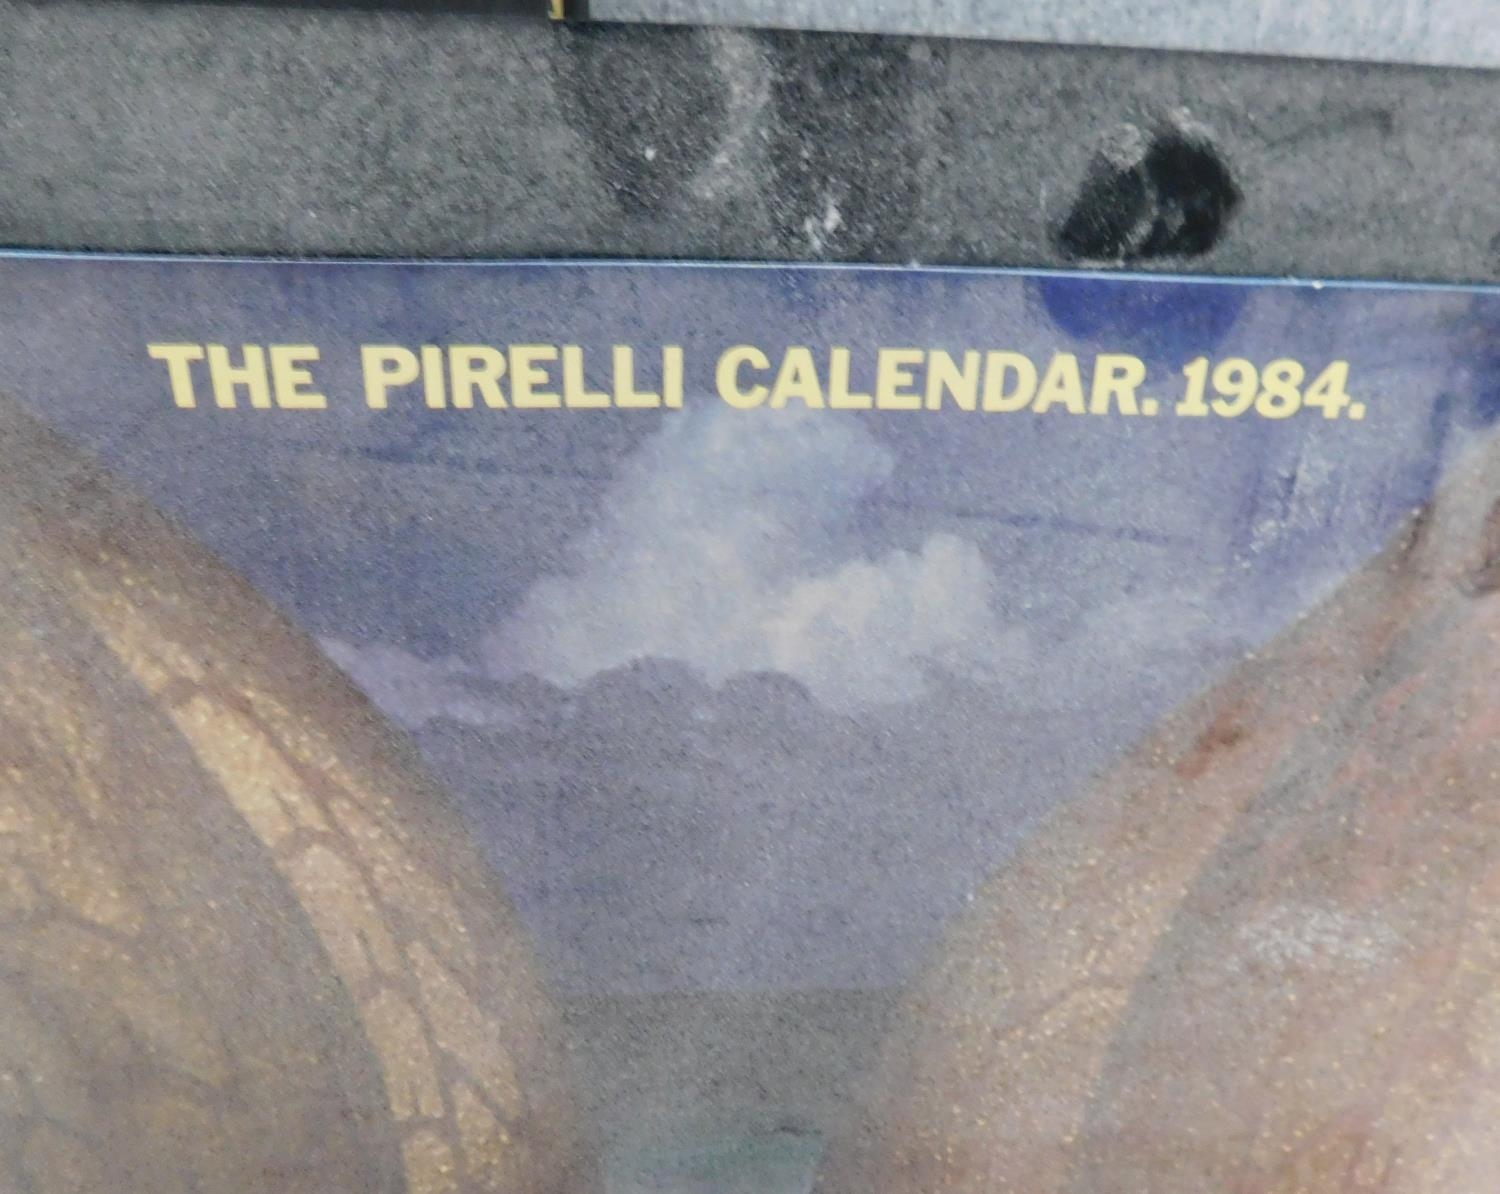 THE PIRELLI CALENDAR. 1984.